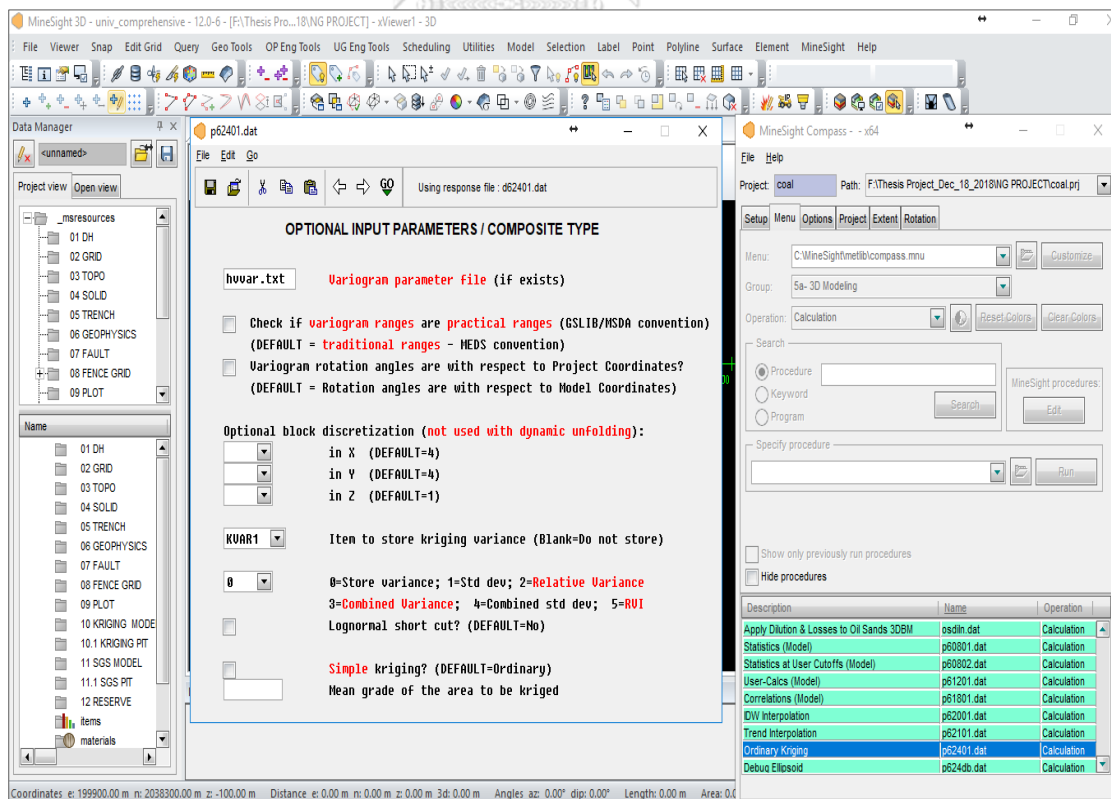 MineSight 3D - univ_comprehensive - 12.0-6 - [F:\Thesis Pro...18\NG PROJECT] - xViewer1 - 3D
File Viewer Snap Edit Grid Query Geo Tools OP Eng Tools UG Eng Tools Scheduling Utilities Model Selection Label Point Polyline Surface Element MineSight Help
Data Manager
<unnamed>
Project view Open view
_msresources
01 DH
02 GRID
03 TOPO
04 SOLID
05 TRENCH
06 GEOPHYSICS
07 FAULT
08 FENCE GRID
09 PLOT
Name
01 DH
02 GRID
03 TOPO
04 SOLID
05 TRENCH
06 GEOPHYSICS
07 FAULT
08 FENCE GRID
09 PLOT
10 KRIGING MODE
10.1 KRIGING PIT
11 SGS MODEL
11.1 SGS PIT
12 RESERVE
items
materials
p62401.dat
File Edit Go
GO Using response file : d62401.dat
OPTIONAL INPUT PARAMETERS / COMPOSITE TYPE
hvvar.txt Variogram parameter file (if exists)
Check if variogram ranges are practical ranges (GSLIB/MSDA convention)
(DEFAULT = traditional ranges - MEDS convention)
Variogram rotation angles are with respect to Project Coordinates?
(DEFAULT = Rotation angles are with respect to Model Coordinates)
Optional block discretization (not used with dynamic unfolding):
in X (DEFAULT=4)
in Y (DEFAULT=4)
in Z (DEFAULT=1)
KVAR1 Item to store kriging variance (Blank=Do not store)
0 0=Store variance; 1=Std dev; 2=Relative Variance
3=Combined Variance; 4=Combined std dev; 5=RVI
Lognormal short cut? (DEFAULT=No)
Simple kriging? (DEFAULT=Ordinary)
Mean grade of the area to be kriged
MineSight Compass - - x64
File Help
Project: coal Path: F:\Thesis Project_Dec_18_2018\NG PROJECT\coal.prj
Setup Menu Options Project Extent Rotation
Menu: C:\MineSight\metlib\compass.mnu Customize
Group: 5a- 3D Modeling
Operation: Calculation Reset Colors Clear Colors
Search
Procedure
Keyword
Program
Search
MineSight procedures:
Edit
Specify procedure
Run
Show only previously run procedures
Hide procedures
Description Name Operation
Apply Dilution & Losses to Oil Sands 3DBM osdiln.dat Calculation
Statistics (Model) p60801.dat Calculation
Statistics at User Cutoffs (Model) p60802.dat Calculation
User-Calcs (Model) p61201.dat Calculation
Correlations (Model) p61801.dat Calculation
IDW Interpolation p62001.dat Calculation
Trend Interpolation p62101.dat Calculation
Ordinary Kriging p62401.dat Calculation
Debug Ellipsoid p624db.dat Calculation
Coordinates e: 199900.00 m n: 2038300.00 m z: -100.00 m Distance e: 0.00 m n: 0.00 m z: 0.00 m 3d: 0.00 m Angles az: 0.00° dip: 0.00° Length: 0.00 m Area: 0.0